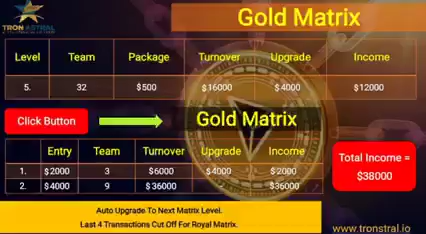 Gold Matrix
TRON ASTRAL
Level Team Package Turnover Upgrade Income
5. 32 $500 $16000 $4000 $12000
Click Button
Gold Matrix
Entry Team Turnover Upgrade Income
1. $2000 3 $6000 $4000 $2000
2. $4000 9 $36000 $36000
Total Income =
$38000
Auto Upgrade To Next Matrix Level.
Last 4 Transactions Cut Off For Royal Matrix.
www.tronstral.io